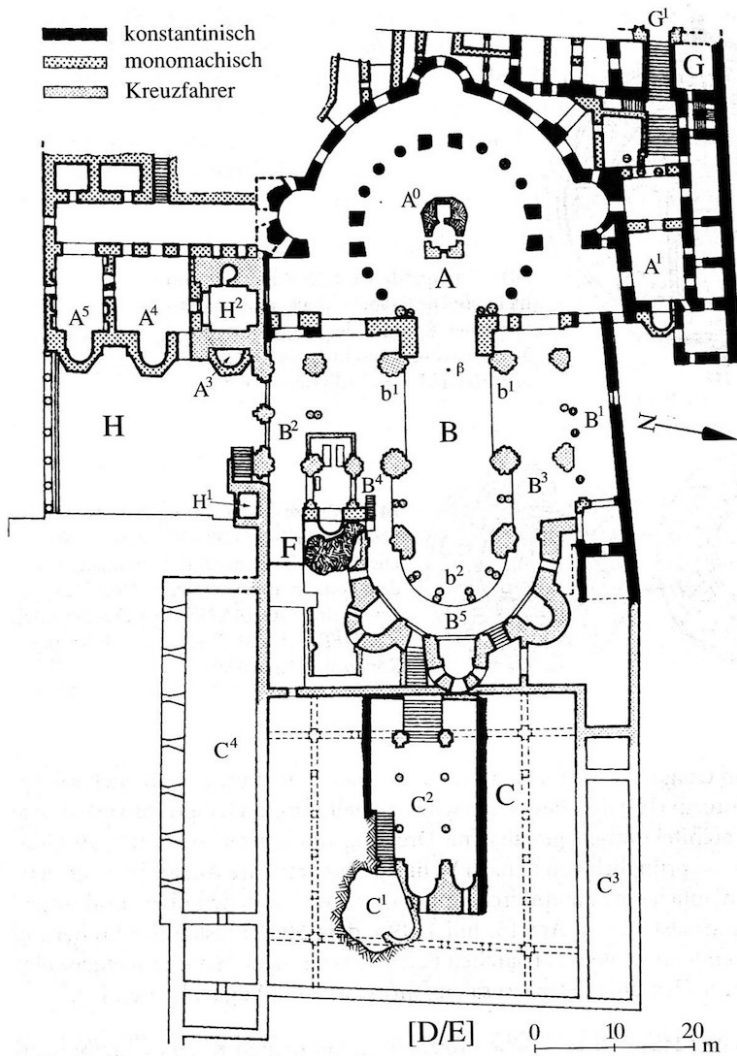 konstantinisch
monomachisch
Kreuzfahrer
G¹
G
A⁰
A
A¹
A⁵
A⁴
H²
A³
β
b¹
b¹
N
H
B²
B
B¹
B⁴
B³
H¹
F
b²
B⁵
C⁴
C²
C
C¹
C³
[D/E]
0 10 20
m